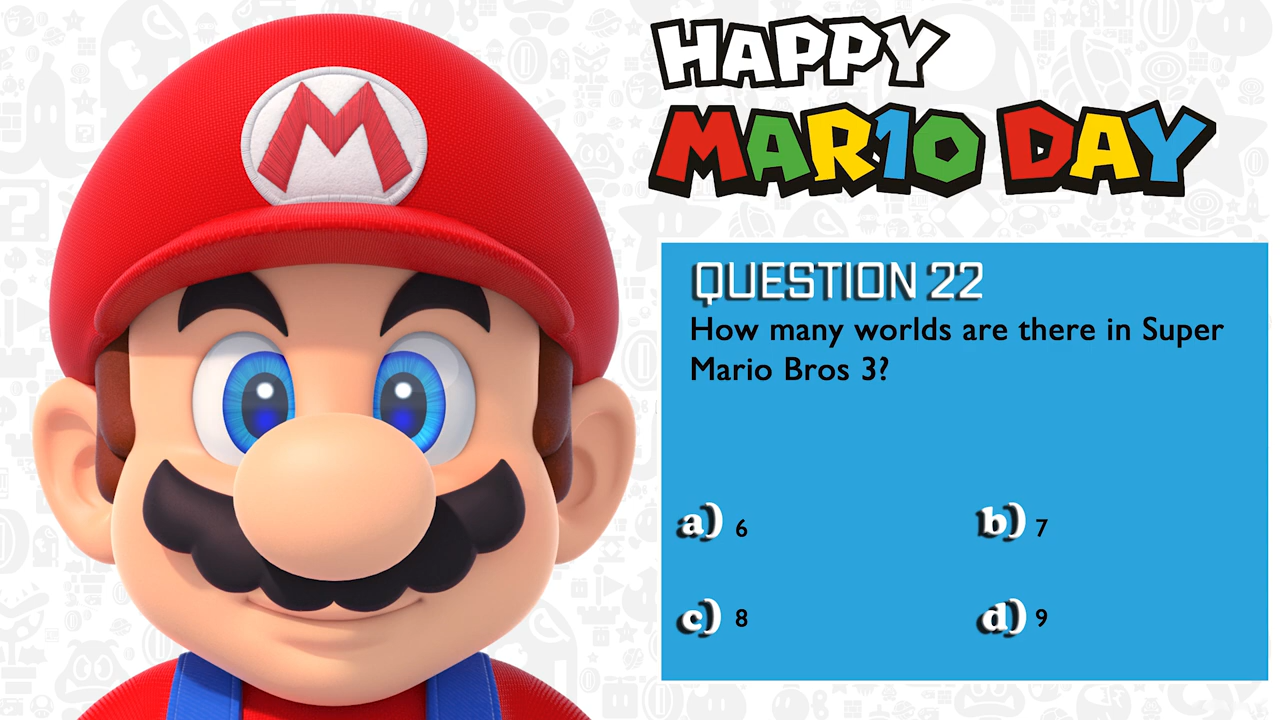 M
HAPPY
MAR10 DAY
QUESTION 22
How many worlds are there in Super
Mario Bros 3?
a) 6
b) 7
c) 8
d) 9